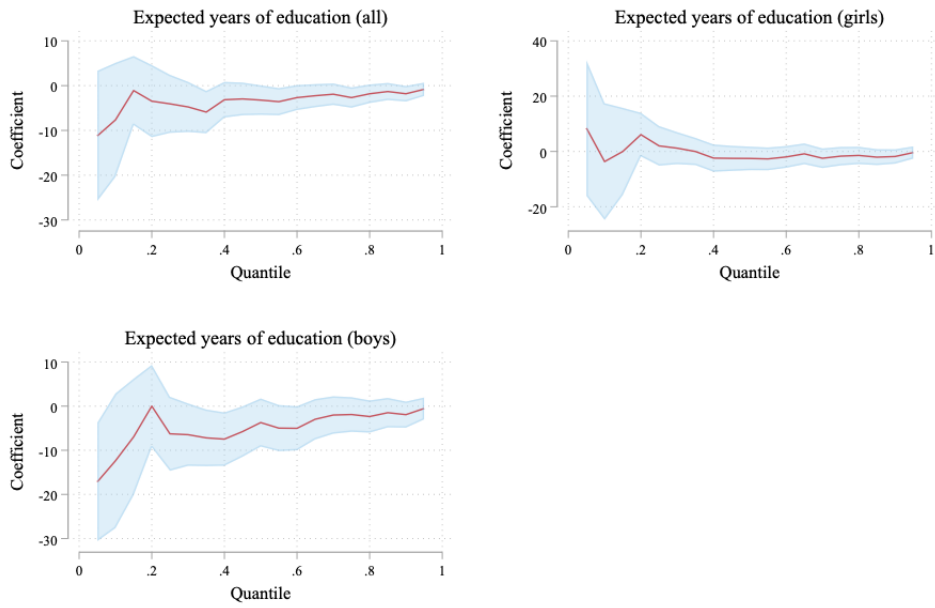 Expected years of education (all)
10
0
-10
-20
-30
Coefficient
0 .2 .4 .6 .8 1
Quantile
Expected years of education (girls)
40
20
0
-20
Coefficient
0 .2 .4 .6 .8 1
Quantile
Expected years of education (boys)
10
0
-10
-20
-30
Coefficient
0 .2 .4 .6 .8 1
Quantile